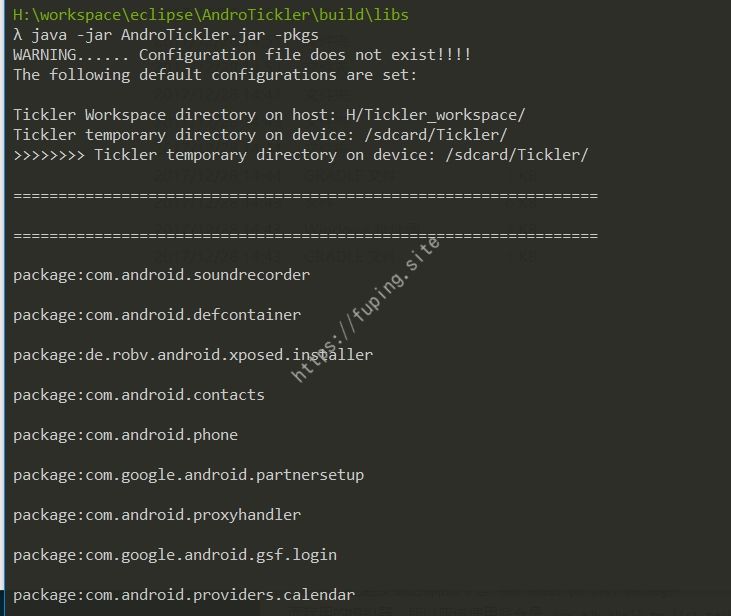 H:\workspace\eclipse\AndroTickler\build\libs
λ java -jar AndroTickler.jar -pkgs
WARNING...... Configuration file does not exist!!!!
The following default configurations are set:
Tickler Workspace directory on host: H/Tickler_workspace/
Tickler temporary directory on device: /sdcard/Tickler/
>>>>>>>> Tickler temporary directory on device: /sdcard/Tickler/
=================================================================
=================================================================
package:com.android.soundrecorder
package:com.android.defcontainer
package:de.robv.android.xposed.installer
package:com.android.contacts
package:com.android.phone
package:com.google.android.partnersetup
package:com.android.proxyhandler
package:com.google.android.gsf.login
package:com.android.providers.calendar
https://fuping.site